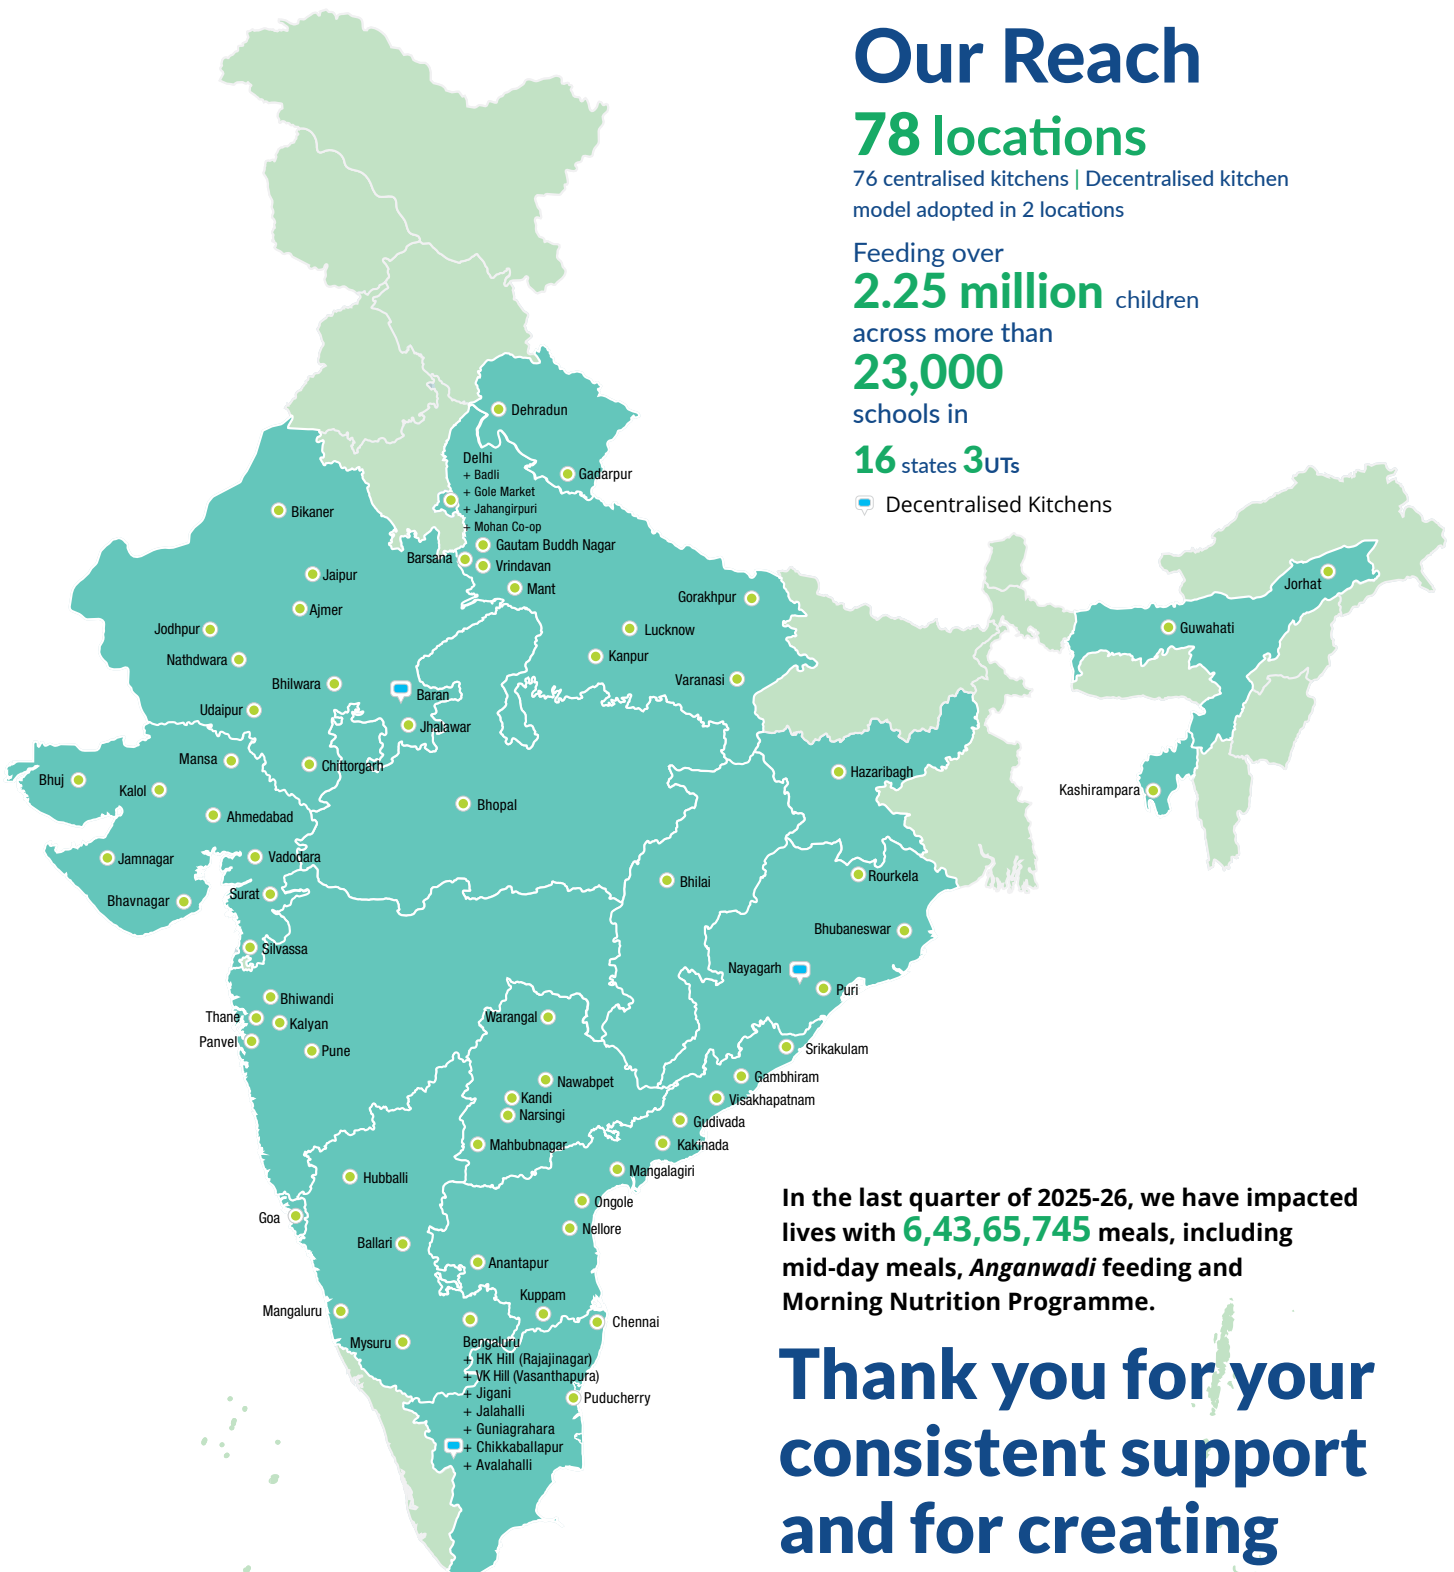 Our Reach
78 locations
76 centralised kitchens | Decentralised kitchen
model adopted in 2 locations
Feeding over
2.25 million children
across more than
23,000
schools in
16 states 3UTs
Decentralised Kitchens
Dehradun
Delhi
+ Badli
+ Gole Market
+ Jahangirpuri
+ Mohan Co-op
Gadarpur
Bikaner
Gautam Buddh Nagar
Barsana
Vrindavan
Jaipur
Mant
Gorakhpur
Jorhat
Ajmer
Jodhpur
Lucknow
Guwahati
Nathdwara
Kanpur
Bhilwara
Varanasi
Baran
Udaipur
Jhalawar
Mansa
Chittorgarh
Hazaribagh
Bhuj
Kalol
Kashirampara
Bhopal
Ahmedabad
Jamnagar
Vadodara
Rourkela
Bhilai
Surat
Bhavnagar
Bhubaneswar
Silvassa
Nayagarh
Puri
Bhiwandi
Thane
Kalyan
Warangal
Panvel
Pune
Srikakulam
Gambhiram
Nawabpet
Kandi
Visakhapatnam
Narsingi
Gudivada
Mahbubnagar
Kakinada
Mangalagiri
Hubballi
Ongole
Goa
Nellore
Ballari
Anantapur
Kuppam
Mangaluru
Chennai
Mysuru
Bengaluru
+ HK Hill (Rajajinagar)
+ VK Hill (Vasanthapura)
+ Jigani
+ Jalahalli
+ Guniagrahara
+ Chikkaballapur
+ Avalahalli
Puducherry
In the last quarter of 2025-26, we have impacted
lives with 6,43,65,745 meals, including
mid-day meals, Anganwadi feeding and
Morning Nutrition Programme.
Thank you for your
consistent support
and for creating